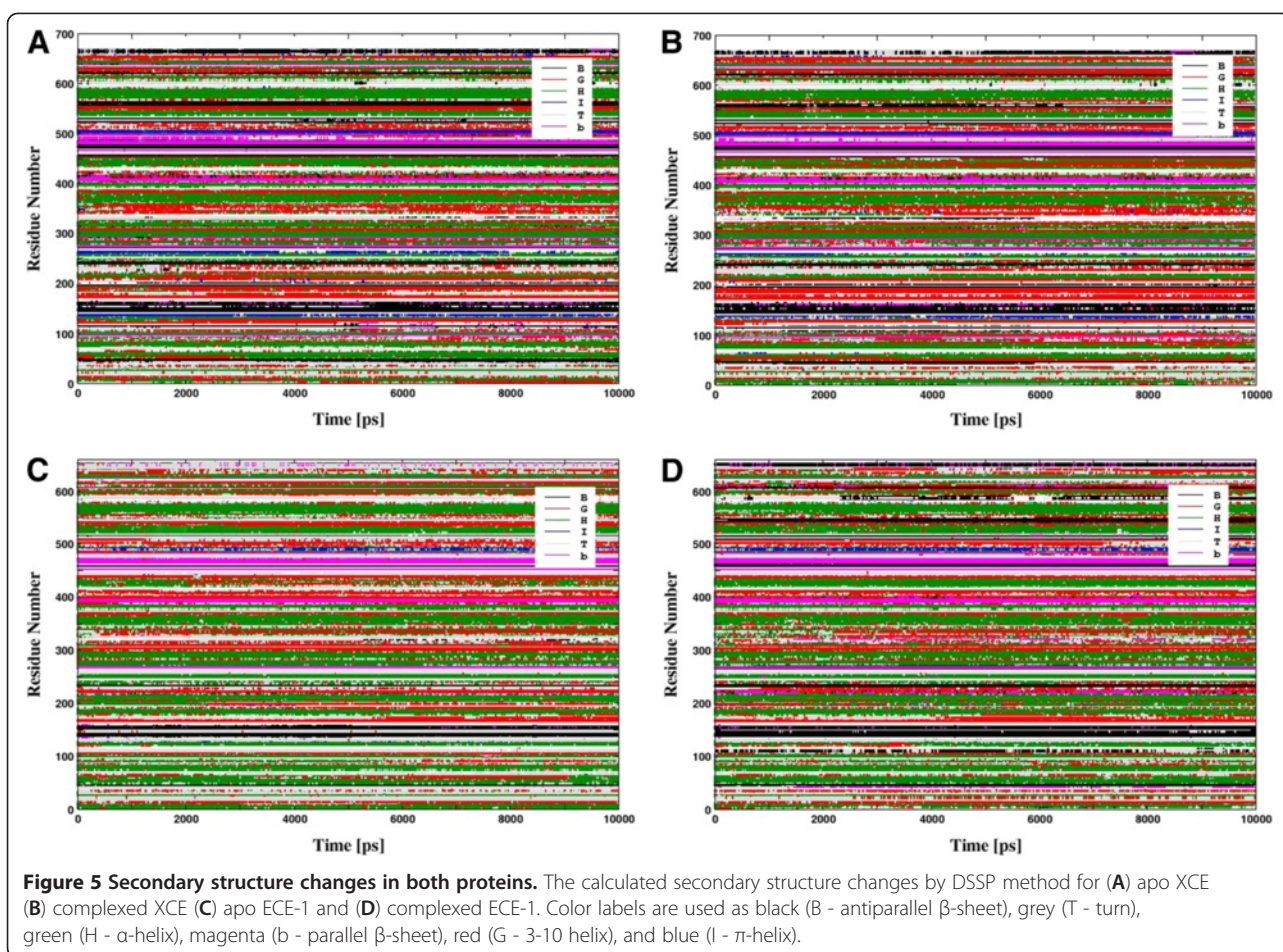 A
700
600
500
400
300
200
100
0
Residue Number
B
G
H
I
T
b
0 2000 4000 6000 8000 10000
Time [ps]
B
700
600
500
400
300
200
100
0
Residue Number
B
G
H
I
T
b
0 2000 4000 6000 8000 10000
Time [ps]
C
600
500
400
300
200
100
0
Residue Number
B
G
H
I
T
b
0 2000 4000 6000 8000 10000
Time [ps]
D
600
500
400
300
200
100
0
Residue Number
B
G
H
I
T
b
0 2000 4000 6000 8000 10000
Time [ps]
Figure 5 Secondary structure changes in both proteins. The calculated secondary structure changes by DSSP method for (A) apo XCE
(B) complexed XCE (C) apo ECE-1 and (D) complexed ECE-1. Color labels are used as black (B - antiparallel β-sheet), grey (T - turn),
green (H - α-helix), magenta (b - parallel β-sheet), red (G - 3-10 helix), and blue (I - π-helix).